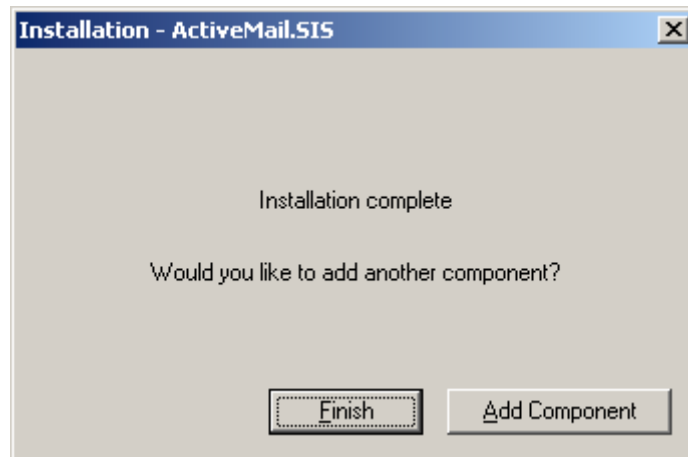 Installation - ActiveMail.SIS
Installation complete
Would you like to add another component?
Finish
Add Component